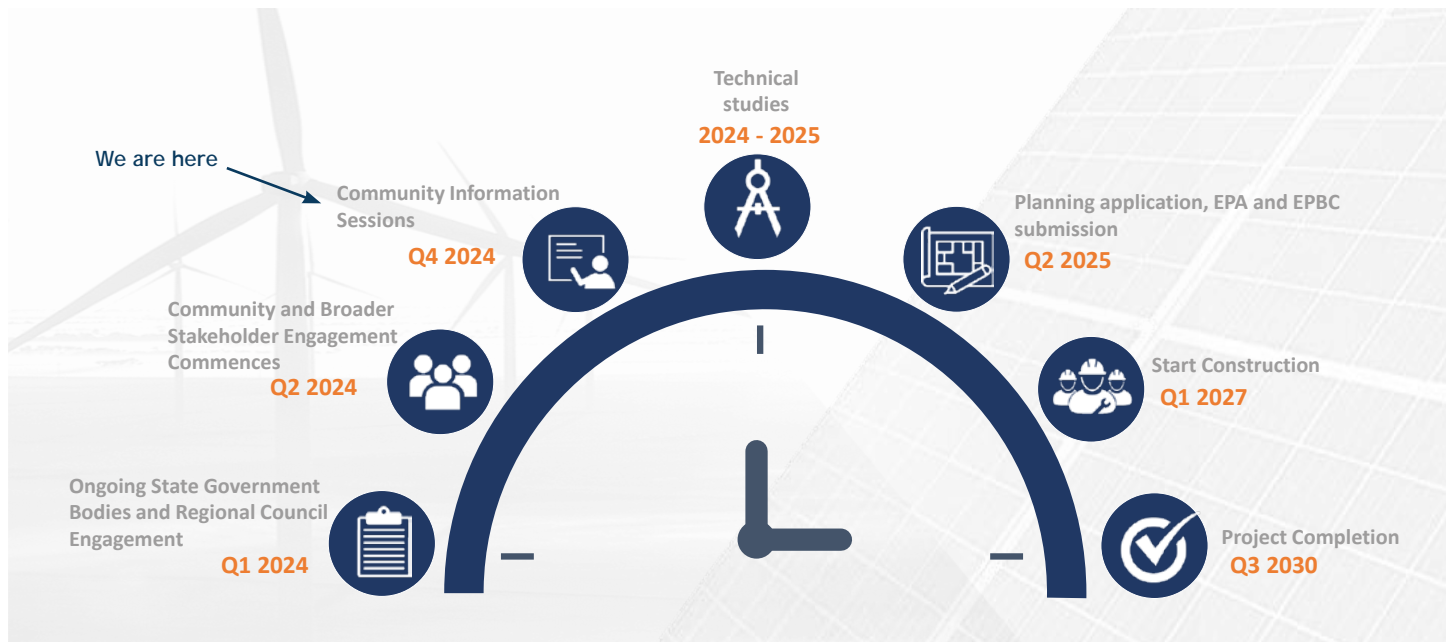 We are here
Ongoing State Government
Bodies and Regional Council
Engagement
Q1 2024
Community and Broader
Stakeholder Engagement
Commences
Q2 2024
Community Information
Sessions
Q4 2024
Technical
studies
2024 - 2025
Planning application, EPA and EPBC
submission
Q2 2025
Start Construction
Q1 2027
Project Completion
Q3 2030